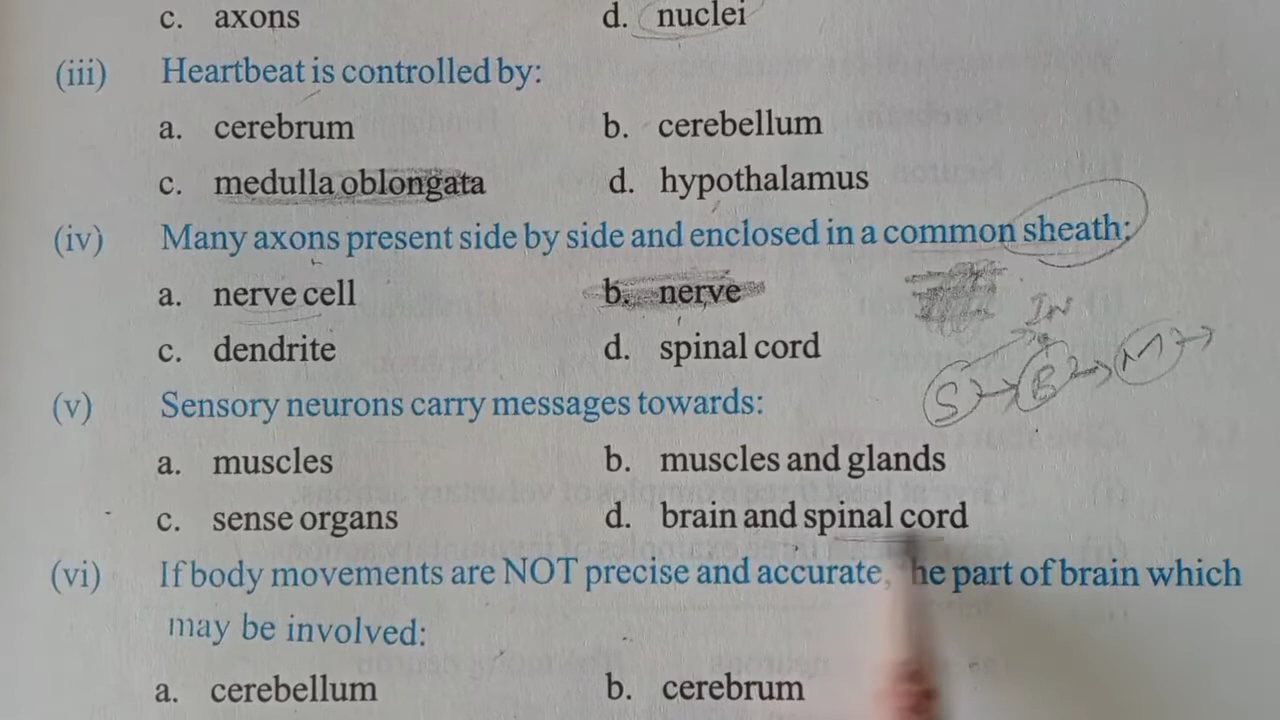 c. axons d. nuclei
(iii) Heartbeat is controlled by:
a. cerebrum b. cerebellum
c. medulla oblongata d. hypothalamus
(iv) Many axons present side by side and enclosed in a common sheath:
a. nerve cell b. nerve
IN
c. dendrite d. spinal cord
S B M
(v) Sensory neurons carry messages towards:
a. muscles b. muscles and glands
c. sense organs d. brain and spinal cord
(vi) If body movements are NOT precise and accurate, he part of brain which
may be involved:
a. cerebellum b. cerebrum